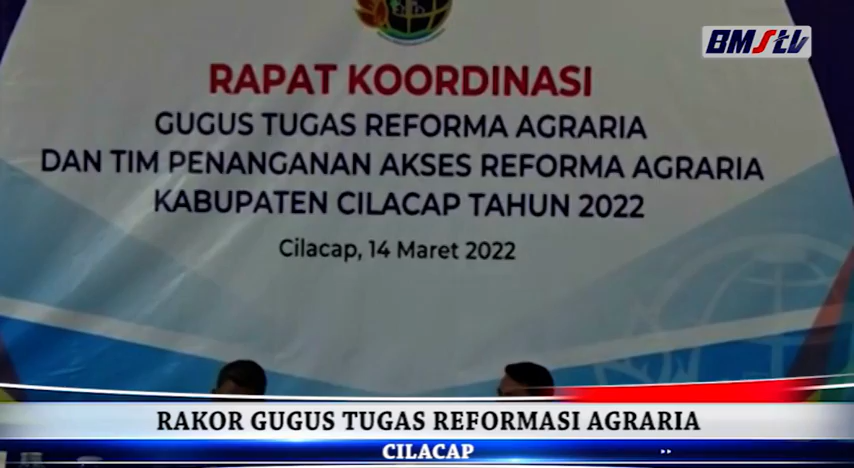 BMStv
RAPAT KOORDINASI
GUGUS TUGAS REFORMA AGRARIA
DAN TIM PENANGANAN AKSES REFORMA AGRARIA
KABUPATEN CILACAP TAHUN 2022
Cilacap, 14 Maret 2022
RAKOR GUGUS TUGAS REFORMASI AGRARIA
CILACAP